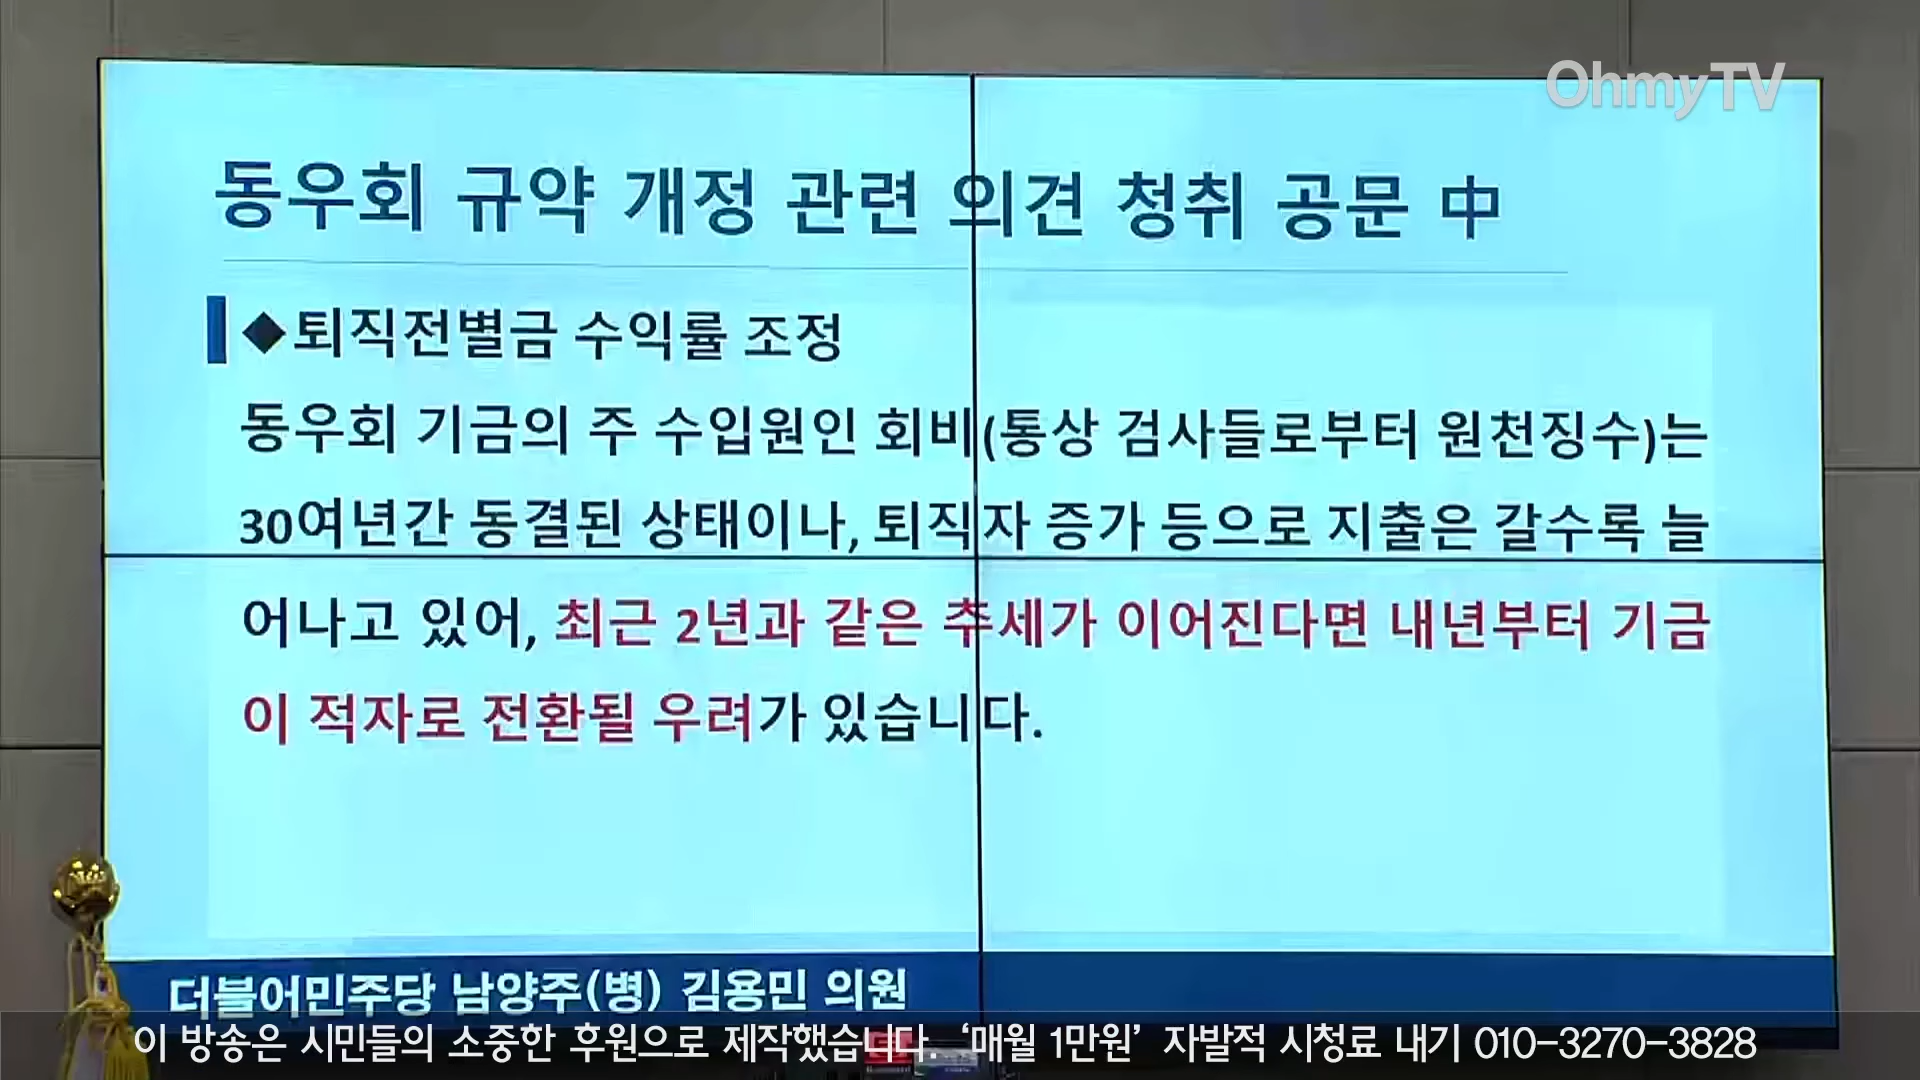 OhmyTV
동우회 규약 개정 관련 의견 청취 공문 中
◆퇴직전별금 수익률 조정
동우회 기금의 주 수입원인 회비(통상 검사들로부터 원천징수)는
30여년간 동결된 상태이나, 퇴직자 증가 등으로 지출은 갈수록 늘
어나고 있어, 최근 2년과 같은 추세가 이어진다면 내년부터 기금
이 적자로 전환될 우려가 있습니다.
더불어민주당 남양주(병) 김용민 의원
이 방송은 시민들의 소중한 후원으로 제작했습니다. ‘매월 1만원’ 자발적 시청료 내기 010-3270-3828